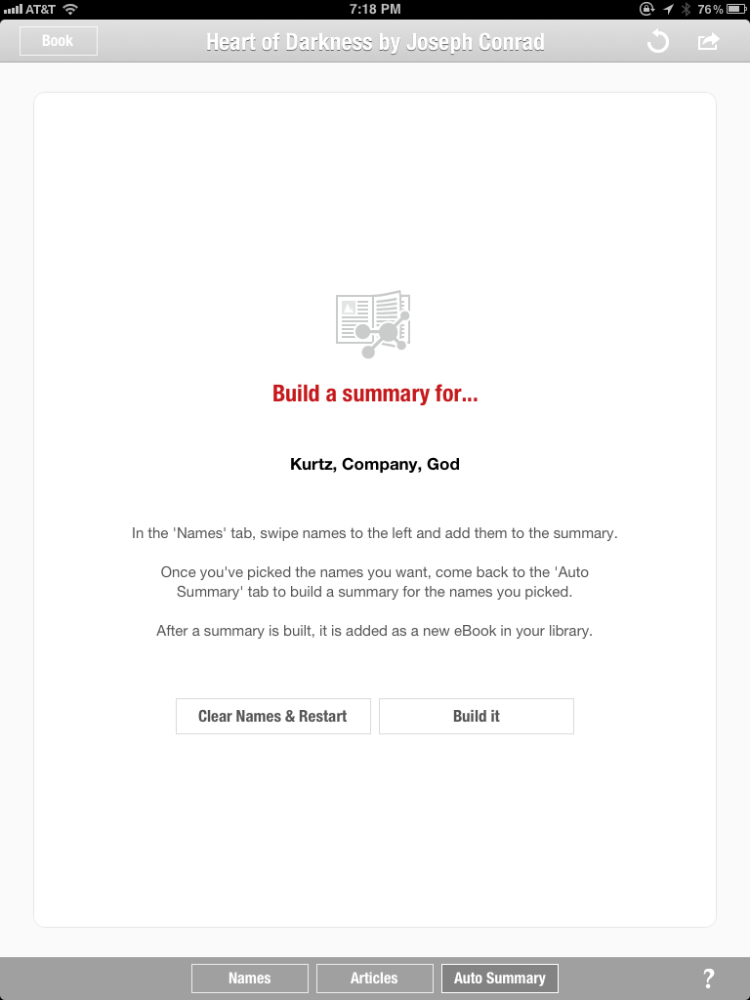 AT&T 7:18 PM 76%
Book Heart of Darkness by Joseph Conrad
Build a summary for...
Kurtz, Company, God
In the 'Names' tab, swipe names to the left and add them to the summary.
Once you've picked the names you want, come back to the 'Auto
Summary' tab to build a summary for the names you picked.
After a summary is built, it is added as a new eBook in your library.
Clear Names & Restart Build it
Names Articles Auto Summary ?